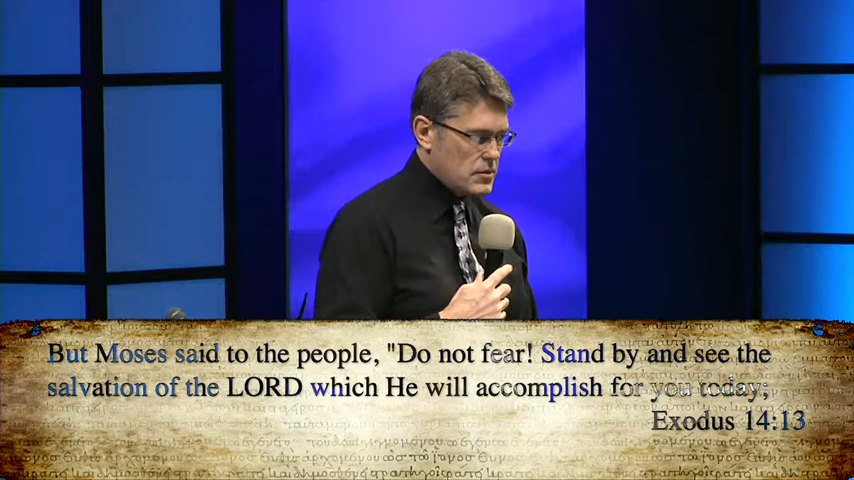 But Moses said to the people, "Do not fear! Stand by and see the
salvation of the LORD which He will accomplish for you today;
Exodus 14:13